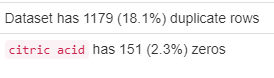 Dataset has 1179 (18.1%) duplicate rows
citric acid has 151 (2.3%) zeros